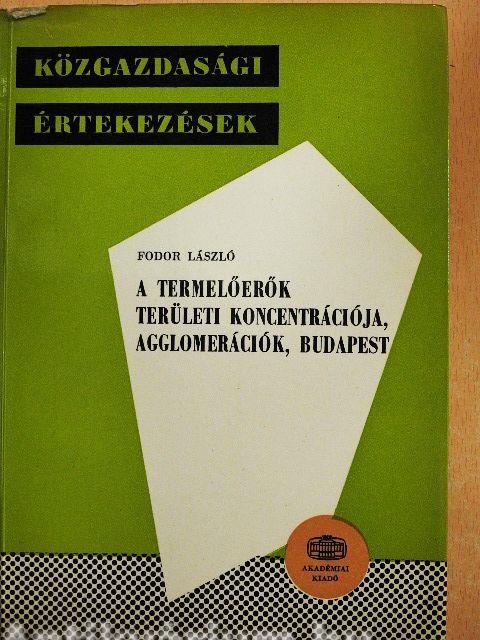 KÖZGAZDASÁGI
ÉRTEKEZÉSEK
FODOR LÁSZLÓ
A TERMELŐERŐK
TERÜLETI KONCENTRÁCIÓJA,
AGGLOMERÁCIÓK, BUDAPEST
AKADÉMIAI
KIADÓ